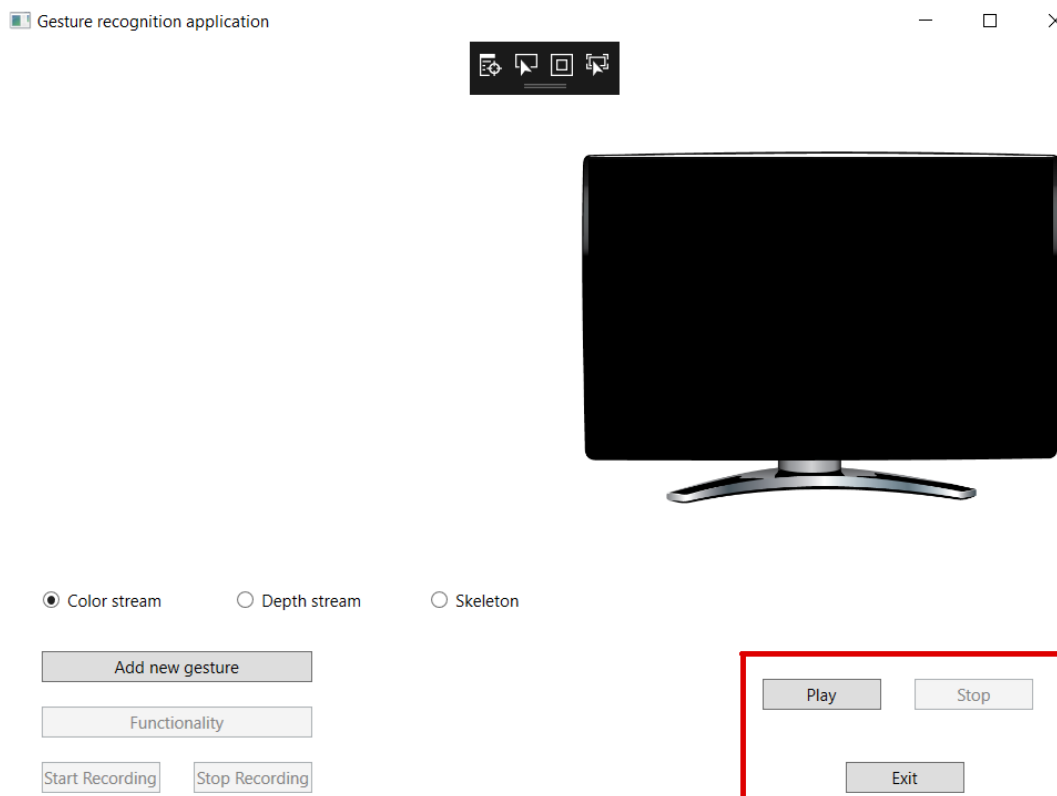 Gesture recognition application
Color stream Depth stream Skeleton
Add new gesture
Play Stop
Functionality
Start Recording Stop Recording
Exit